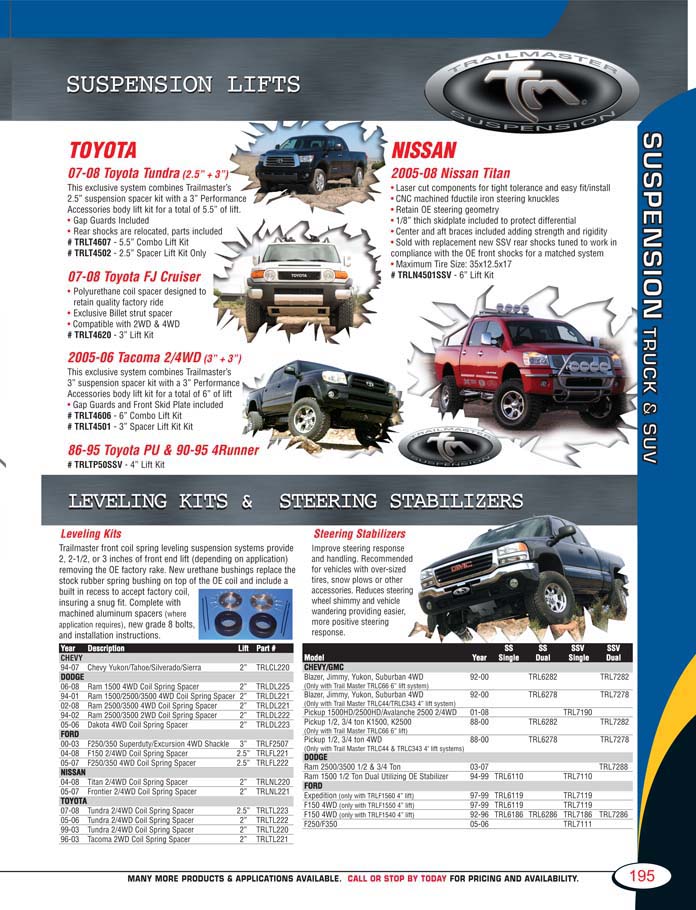 SUSPENSION LIFTS
TRAILMASTER
TM
SUSPENSION
TOYOTA
07-08 Toyota Tundra (2.5" + 3")
This exclusive system combines Trailmaster's
2.5" suspension spacer kit with a 3" Performance
Accessories body lift kit for a total of 5.5" of lift.
• Gap Guards Included
• Rear shocks are relocated, parts included
# TRLT4607 - 5.5" Combo Lift Kit
# TRLT4502 - 2.5" Spacer Lift Kit Only
07-08 Toyota FJ Cruiser
• Polyurethane coil spacer designed to
retain quality factory ride
• Exclusive Billet strut spacer
• Compatible with 2WD & 4WD
# TRLT4620 - 3" Lift Kit
2005-06 Tacoma 2/4WD (3" + 3")
This exclusive system combines Trailmaster's
3" suspension spacer kit with a 3" Performance
Accessories body lift kit for a total of 6" of lift
• Gap Guards and Front Skid Plate included
# TRLT4606 - 6" Combo Lift Kit
# TRLT4501 - 3" Spacer Lift Kit Kit
86-95 Toyota PU & 90-95 4Runner
# TRLTP50SSV - 4" Lift Kit
NISSAN
2005-08 Nissan Titan
• Laser cut components for tight tolerance and easy fit/install
• CNC machined fductile iron steering knuckles
• Retain OE steering geometry
• 1/8" thich skidplate included to protect differential
• Center and aft braces included adding strength and rigidity
• Sold with replacement new SSV rear shocks tuned to work in
compliance with the OE front shocks for a matched system
• Maximum Tire Size: 35x12.5x17
# TRLN4501SSV - 6" Lift Kit
TOYOTA
TRAILMASTER
TM
SUSPENSION
SUSPENSION TRUCK & SUV
LEVELING KITS & STEERING STABILIZERS
Leveling Kits
Trailmaster front coil spring leveling suspension systems provide
2, 2-1/2, or 3 inches of front end lift (depending on application)
removing the OE factory rake. New urethane bushings replace the
stock rubber spring bushing on top of the OE coil and include a
built in recess to accept factory coil,
insuring a snug fit. Complete with
machined aluminum spacers (where
application requires), new grade 8 bolts,
and installation instructions.
Year Description Lift Part #
CHEVY
94-07 Chevy Yukon/Tahoe/Silverado/Sierra 2" TRLCL220
DODGE
06-08 Ram 1500 4WD Coil Spring Spacer 2" TRLDL225
94-01 Ram 1500/2500/3500 4WD Coil Spring Spacer 2" TRLDL221
02-08 Ram 2500/3500 4WD Spring Spacer 2" TRLDL221
94-02 Ram 2500/3500 2WD Coil Spring Spacer 2" TRLDL222
05-06 Dakota 4WD Coil Spring Spacer 2" TRLDL223
FORD
00-03 F250/350 Superduty/Excursion 4WD Shackle 3" TRLF2507
04-08 F150 2/4WD Coil Spring Spacer 2.5" TRLFL221
05-07 F250/350 4WD Coil Spring Spacer 2.5" TRLFL222
NISSAN
04-08 Titan 2/4WD Coil Spring Spacer 2" TRLNL220
05-07 Frontier 2/4WD Coil Spring Spacer 2" TRLNL221
TOYOTA
07-08 Tundra 2/4WD Coil Spring Spacer 2.5" TRLTL223
05-06 Tundra 2/4WD Coil Spring Spacer 2" TRLTL222
99-03 Tundra 2/4WD Coil Spring Spacer 2" TRLTL220
96-03 Tacoma 2WD Coil Spring Spacer 2" TRLTL221
Steering Stabilizers
Improve steering response
and handling. Recommended
for vehicles with over-sized
tires, snow plows or other
accessories. Reduces steering
wheel shimmy and vehicle
wandering providing easier,
more positive steering
response.
GMC
SS SS SSV SSV
Model Year Single Dual Single Dual
CHEVY/GMC
Blazer, Jimmy, Yukon, Suburban 4WD 92-00 TRL6282 TRL7282
(Only with Trail Master TRLC66 6" lift system)
Blazer, Jimmy, Yukon, Suburban 4WD 92-00 TRL6278 TRL7278
(Only with Trail Master TRLC44/TRLC343 4" lift system)
Pickup 1500HD/2500HD/Avalanche 2500 2/4WD 01-08 TRL7190
Pickup 1/2, 3/4 ton K1500, K2500 88-00 TRL6282 TRL7282
(Only with Trail Master TRLC66 6" lift)
Pickup 1/2, 3/4 ton 4WD 88-00 TRL6278 TRL7278
(Only with Trail Master TRLC44 & TRLC343 4" lift systems)
DODGE
Ram 2500/3500 1/2 & 3/4 Ton 03-07 TRL7288
Ram 1500 1/2 Ton Dual Utilizing OE Stabilizer 94-99 TRL6110 TRL7110
FORD
Expedition (only with TRLF1560 4" lift) 97-99 TRL6119 TRL7119
F150 4WD (only with TRLF1550 4" lift) 97-99 TRL6119 TRL7119
F150 4WD (only with TRLF1540 4" lift) 92-96 TRL6186 TRL6286 TRL7186 TRL7286
F250/F350 05-06 TRL7111
MANY MORE PRODUCTS & APPLICATIONS AVAILABLE. CALL OR STOP BY TODAY FOR PRICING AND AVAILABILITY.
195